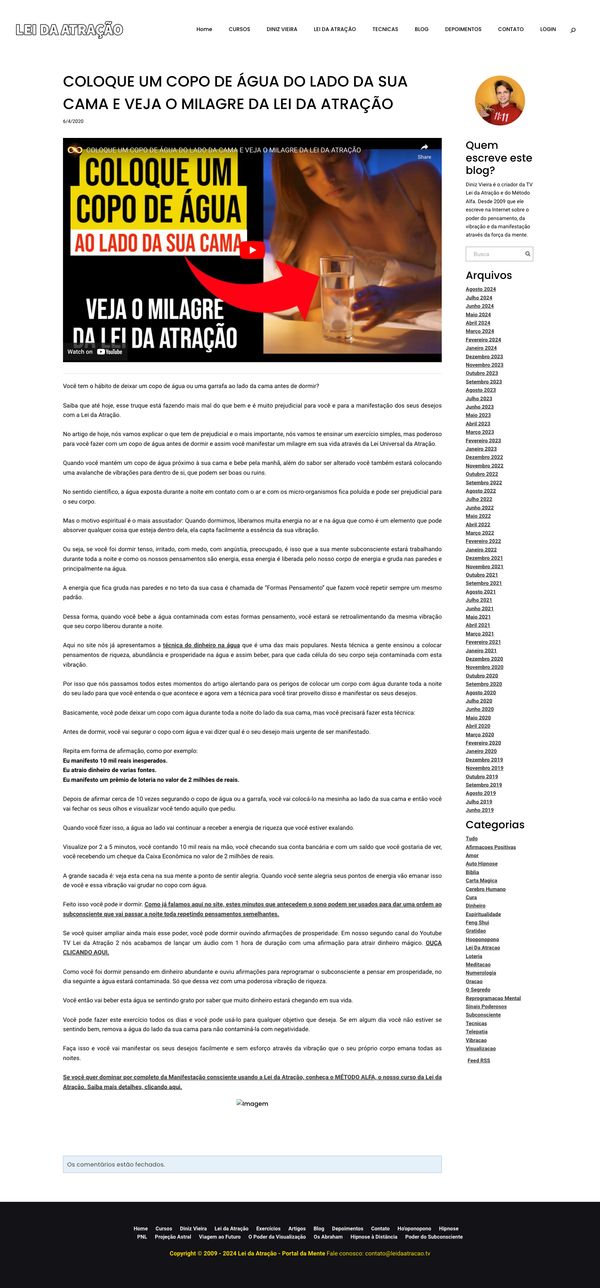 LEI DA ATRAÇÃO
Home CURSOS DINIZ VIEIRA LEI DA ATRAÇÃO TECNICAS BLOG DEPOIMENTOS CONTATO LOGIN
COLOQUE UM COPO DE ÁGUA DO LADO DA SUA
CAMA E VEJA O MILAGRE DA LEI DA ATRAÇÃO
6/4/2020
COLOQUE UM COPO DE ÁGUA DO LADO DA CAMA E VEJA O MILAGRE DA LEI DA ATRAÇÃO
Share
COLOQUE UM
COPO DE ÁGUA
AO LADO DA SUA CAMA
VEJA O MILAGRE
DA LEI DA ATRAÇÃO
Watch on YouTube
Você tem o hábito de deixar um copo de água ou uma garrafa ao lado da cama antes de dormir?
Saiba que até hoje, esse truque está fazendo mais mal do que bem e é muito prejudicial para você e para a manifestação dos seus desejos
com a Lei da Atração.
No artigo de hoje, nós vamos explicar o que tem de prejudicial e o mais importante, nós vamos te ensinar um exercício simples, mas poderoso
para você fazer com um copo de água antes de dormir e assim você manifestar um milagre em sua vida através da Lei Universal da Atração.
Quando você mantém um copo de água próximo à sua cama e bebe pela manhã, além do sabor ser alterado você também estará colocando
uma avalanche de vibrações para dentro de si, que podem ser boas ou ruins.
No sentido científico, a água exposta durante a noite em contato com o ar e com os micro-organismos fica poluída e pode ser prejudicial para
o seu corpo.
Mas o motivo espiritual é o mais assustador: Quando dormimos, liberamos muita energia no ar e na água que como é um elemento que pode
absorver qualquer coisa que esteja dentro dela, ela capta facilmente a essência da sua vibração.
Ou seja, se você foi dormir tenso, irritado, com medo, com angústia, preocupado, é isso que a sua mente subconsciente estará trabalhando
durante toda a noite e como os nossos pensamentos são energia, essa energia é liberada pelo nosso corpo de energia e gruda nas paredes e
principalmente na água.
A energia que fica gruda nas paredes e no teto da sua casa é chamada de "Formas Pensamento" que fazem você repetir sempre um mesmo
padrão.
Dessa forma, quando você bebe a água contaminada com estas formas pensamento, você estará se retroalimentando da mesma vibração
que seu corpo liberou durante a noite.
Aqui no site nós já apresentamos a técnica do dinheiro na água que é uma das mais populares. Nesta técnica a gente ensinou a colocar
pensamentos de riqueza, abundância e prosperidade na água e assim beber, para que cada célula do seu corpo seja contaminada com esta
vibração.
Por isso que nós passamos todos estes momentos do artigo alertando para os perigos de colocar um corpo com água durante toda a noite
do seu lado para que você entenda o que acontece e agora vem a técnica para você tirar proveito disso e manifestar os seus desejos.
Basicamente, você pode deixar um copo com água durante toda a noite do lado da sua cama, mas você precisará fazer esta técnica:
Antes de dormir, você vai segurar o copo com água e vai dizer qual é o seu desejo mais urgente de ser manifestado.
Repita em forma de afirmação, como por exemplo:
Eu manifesto 10 mil reais inesperados.
Eu atraio dinheiro de varias fontes.
Eu manifesto um prêmio de loteria no valor de 2 milhões de reais.
Depois de afirmar cerca de 10 vezes segurando o copo de água ou a garrafa, você vai colocá-lo na mesinha ao lado da sua cama e então você
vai fechar os seus olhos e visualizar você tendo aquilo que pediu.
Quando você fizer isso, a água ao lado vai continuar a receber a energia de riqueza que você estiver exalando.
Visualize por 2 a 5 minutos, você contando 10 mil reais na mão, você checando sua conta bancária e com um saldo que você gostaria de ver,
você recebendo um cheque da Caixa Econômica no valor de 2 milhões de reais.
A grande sacada é: veja esta cena na sua mente a ponto de sentir alegria. Quando você sente alegria seus pontos de energia vão emanar isso
de você e essa vibração vai grudar no copo com água.
Feito isso você pode ir dormir. Como já falamos aqui no site, estes minutos que antecedem o sono podem ser usados para dar uma ordem ao
subconsciente que vai passar a noite toda repetindo pensamentos semelhantes.
Se você quiser ampliar ainda mais esse poder, você pode dormir ouvindo afirmações de prosperidade. Em nosso segundo canal do Youtube
TV Lei da Atração 2 nós acabamos de lançar um áudio com 1 hora de duração com uma afirmação para atrair dinheiro mágico. OUÇA
CLICANDO AQUI.
Como você foi dormir pensando em dinheiro abundante e ouviu afirmações para reprogramar o subconsciente a pensar em prosperidade, no
dia seguinte a água estará contaminada. Só que dessa vez com uma poderosa vibração de riqueza.
Você então vai beber esta água se sentindo grato por saber que muito dinheiro estará chegando em sua vida.
Você pode fazer este exercício todos os dias e você pode usá-lo para qualquer objetivo que deseja. Se em algum dia você não estiver se
sentindo bem, remova a água do lado da sua cama para não contaminá-la com negatividade.
Faça isso e você vai manifestar os seus desejos facilmente e sem esforço através da vibração que o seu próprio corpo emana todas as
noites.
Se você quer dominar por completo da Manifestação consciente usando a Lei da Atração, conheça o MÉTODO ALFA, o nosso curso da Lei da
Atração. Saiba mais detalhes, clicando aqui.
Imagem
Os comentários estão fechados.
11:11
Quem
escreve este
blog?
Diniz Vieira é o criador da TV
Lei da Atração e do Método
Alfa. Desde 2009 que ele
escreve na Internet sobre o
poder do pensamento, da
vibração e da manifestação
através da força da mente.
Busca
Arquivos
Agosto 2024
Julho 2024
Junho 2024
Maio 2024
Abril 2024
Março 2024
Fevereiro 2024
Janeiro 2024
Dezembro 2023
Novembro 2023
Outubro 2023
Setembro 2023
Agosto 2023
Julho 2023
Junho 2023
Maio 2023
Abril 2023
Março 2023
Fevereiro 2023
Janeiro 2023
Dezembro 2022
Novembro 2022
Outubro 2022
Setembro 2022
Agosto 2022
Julho 2022
Junho 2022
Maio 2022
Abril 2022
Março 2022
Fevereiro 2022
Janeiro 2022
Dezembro 2021
Novembro 2021
Outubro 2021
Setembro 2021
Agosto 2021
Julho 2021
Junho 2021
Maio 2021
Abril 2021
Março 2021
Fevereiro 2021
Janeiro 2021
Dezembro 2020
Novembro 2020
Outubro 2020
Setembro 2020
Agosto 2020
Julho 2020
Junho 2020
Maio 2020
Abril 2020
Março 2020
Fevereiro 2020
Janeiro 2020
Dezembro 2019
Novembro 2019
Outubro 2019
Setembro 2019
Agosto 2019
Julho 2019
Junho 2019
Categorias
Tudo
Afirmacoes Positivas
Amor
Auto Hipnose
Biblia
Carta Magica
Cerebro Humano
Cura
Dinheiro
Espiritualidade
Feng Shui
Gratidao
Hooponopono
Lei Da Atracao
Loteria
Meditacao
Numerologia
Oracao
O Segredo
Reprogramacao Mental
Sinais Poderosos
Subconsciente
Tecnicas
Telepatia
Vibracao
Visualizacao
Feed RSS
Home Cursos Diniz Vieira Lei da Atração Exercícios Artigos Blog Depoimentos Contato Ho'oponopono Hipnose
PNL Projeção Astral Viagem ao Futuro O Poder da Visualização Os Abraham Hipnose à Distância Poder do Subconsciente
Copyright © 2009 - 2024 Lei da Atração - Portal da Mente Fale conosco: contato@leidaatracao.tv